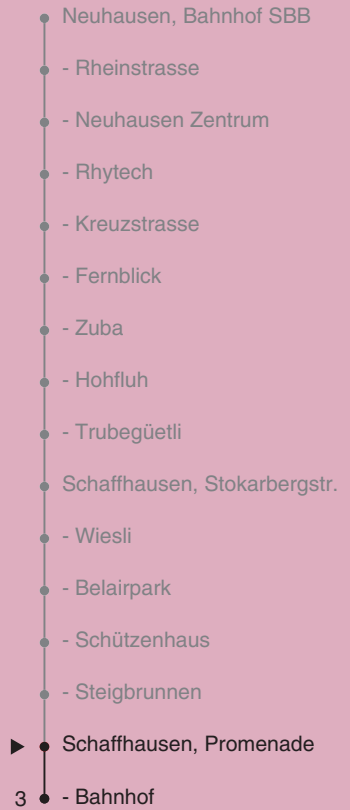 Neuhausen, Bahnhof SBB
- Rheinstrasse
- Neuhausen Zentrum
- Rhytech
- Kreuzstrasse
- Fernblick
- Zuba
- Hohfluh
- Trubegüetli
Schaffhausen, Stokarbergstr.
- Wiesli
- Belairpark
- Schützenhaus
- Steigbrunnen
Schaffhausen, Promenade
3 - Bahnhof